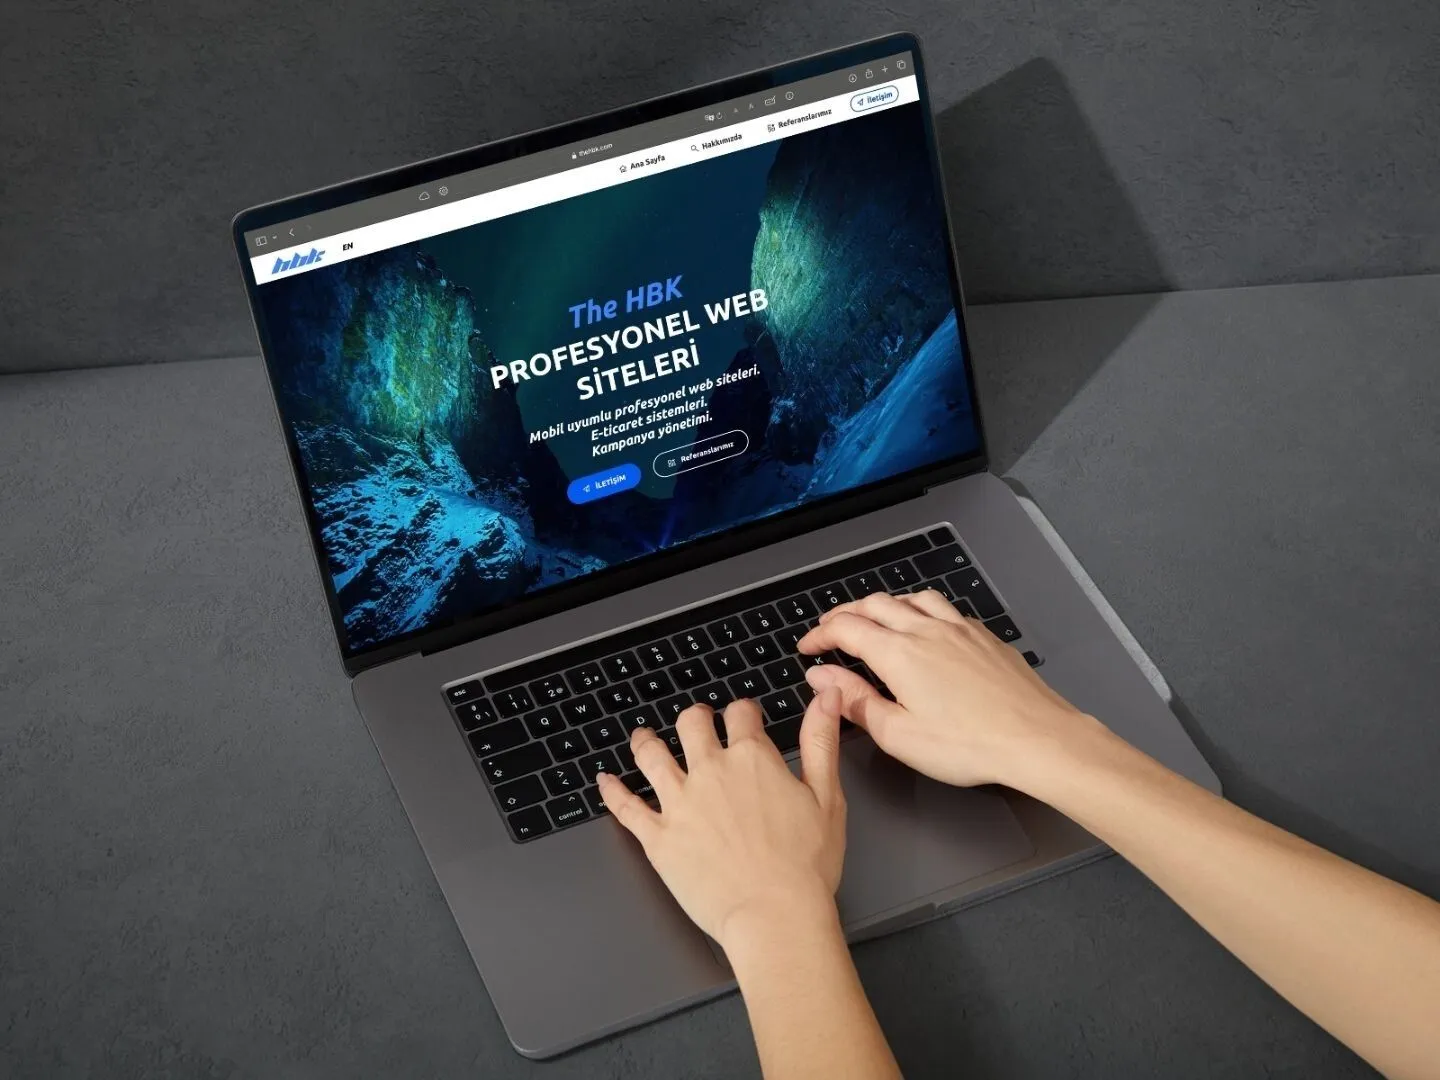 thehbk.com
hbk
EN
Ana Sayfa
Hakkımızda
Referanslarımız
İletişim
The HBK
PROFESYONEL WEB
SİTELERİ
Mobil uyumlu profesyonel web siteleri.
E-ticaret sistemleri.
Kampanya yönetimi.
İLETİŞİM
Referanslarımız
esc
1 2 3 4 5 6 7 8 9 0
Q W E R T Y U
A S D F G H J K
Z C N
fn control